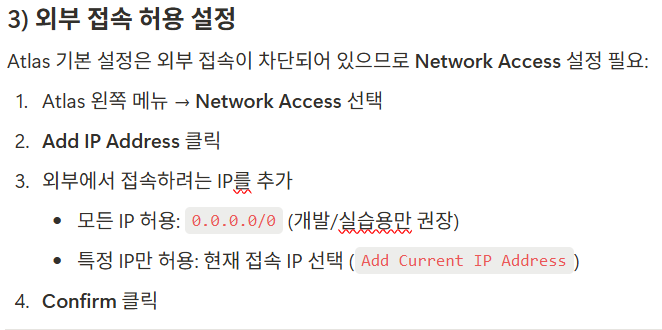 3) 외부 접속 허용 설정
Atlas 기본 설정은 외부 접속이 차단되어 있으므로 Network Access 설정 필요:
1. Atlas 왼쪽 메뉴 → Network Access 선택
2. Add IP Address 클릭
3. 외부에서 접속하려는 IP를 추가
• 모든 IP 허용: 0.0.0.0/0 (개발/실습용만 권장)
• 특정 IP만 허용: 현재 접속 IP 선택 (Add Current IP Address)
4. Confirm 클릭